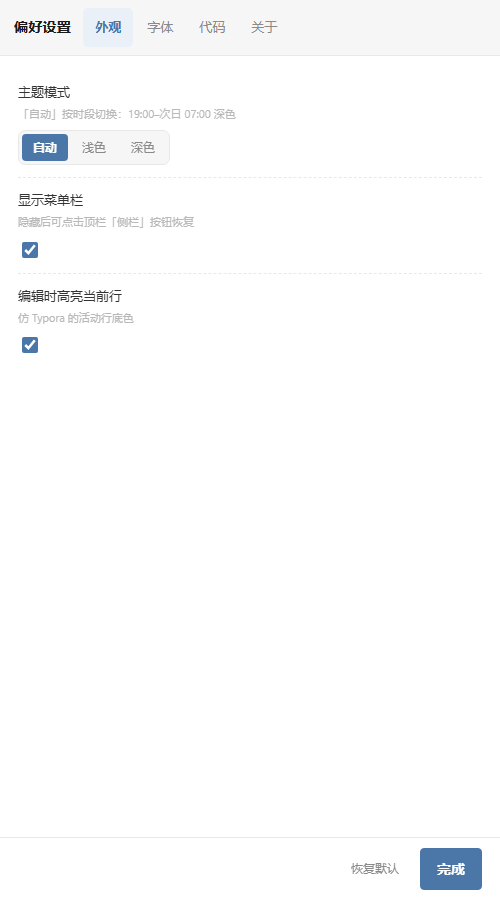 偏好设置 外观 字体 代码 关于
主题模式
「自动」按时段切换：19:00–次日 07:00 深色
自动 浅色 深色
显示菜单栏
隐藏后可点击顶栏「侧栏」按钮恢复
编辑时高亮当前行
仿 Typora 的活动行底色
恢复默认 完成